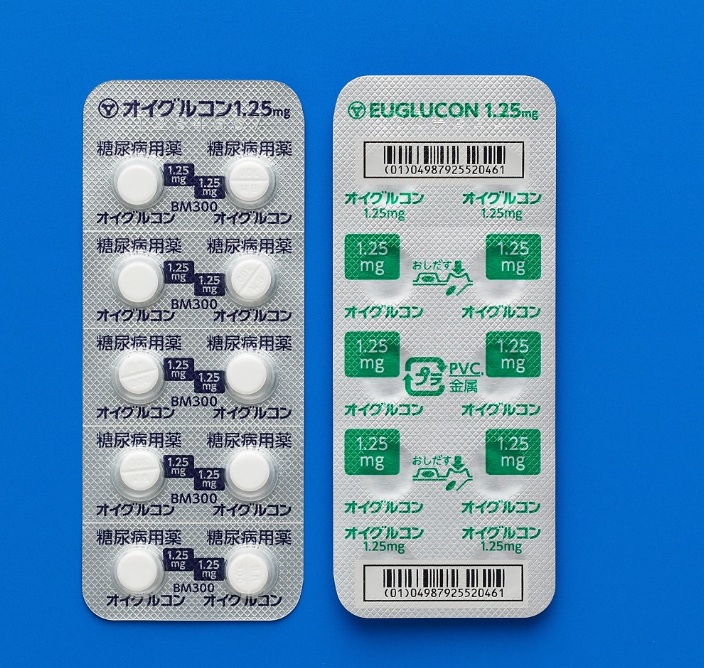 オイグルコン1.25mg
糖尿病用薬 糖尿病用薬
1.25 mg 1.25 mg
BM300
オイグルコン オイグルコン
糖尿病用薬 糖尿病用薬
1.25 mg 1.25 mg
BM300
オイグルコン オイグルコン
糖尿病用薬 糖尿病用薬
1.25 mg 1.25 mg
BM300
オイグルコン オイグルコン
糖尿病用薬 糖尿病用薬
1.25 mg 1.25 mg
BM300
オイグルコン オイグルコン
糖尿病用薬 糖尿病用薬
1.25 mg 1.25 mg
BM300
オイグルコン オイグルコン
EUGLUCON 1.25mg
(01)04987925520461
オイグルコン オイグルコン
1.25mg 1.25mg
1.25 1.25
mg おしだす mg
オイグルコン オイグルコン
1.25 1.25
mg プラ PVC. mg
金属
オイグルコン オイグルコン
1.25 1.25
mg おしだす mg
オイグルコン オイグルコン
オイグルコン オイグルコン
1.25mg 1.25mg
(01)04987925520461